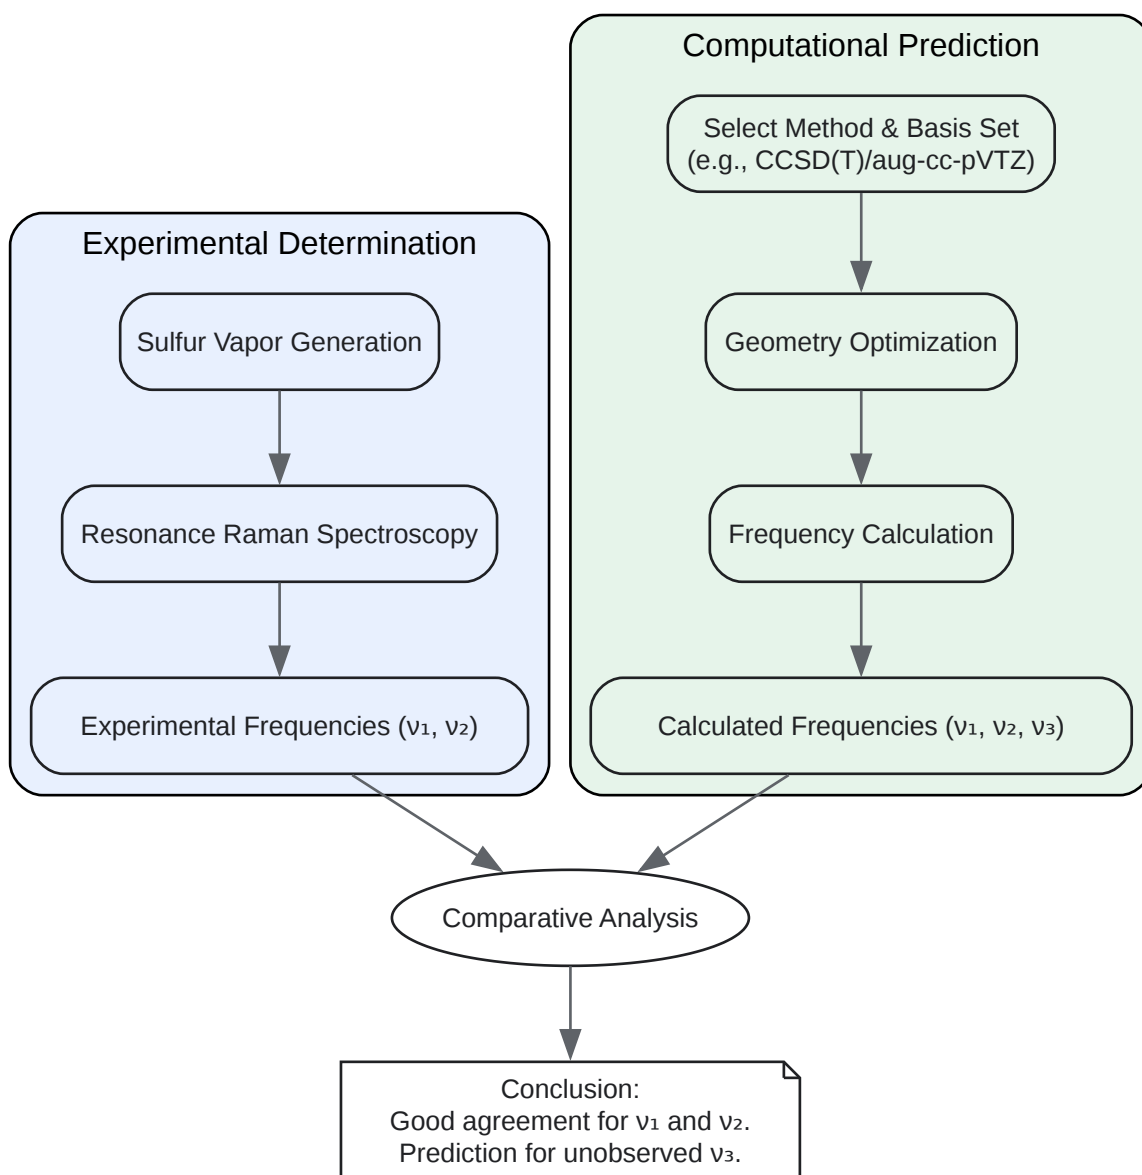 Computational Prediction
Select Method & Basis Set
(e.g., CCSD(T)/aug-cc-pVTZ)
Experimental Determination
Sulfur Vapor Generation
Geometry Optimization
Resonance Raman Spectroscopy
Frequency Calculation
Experimental Frequencies (ν₁, ν₂)
Calculated Frequencies (ν₁, ν₂, ν₃)
Comparative Analysis
Conclusion:
Good agreement for ν₁ and ν₂.
Prediction for unobserved ν₃.